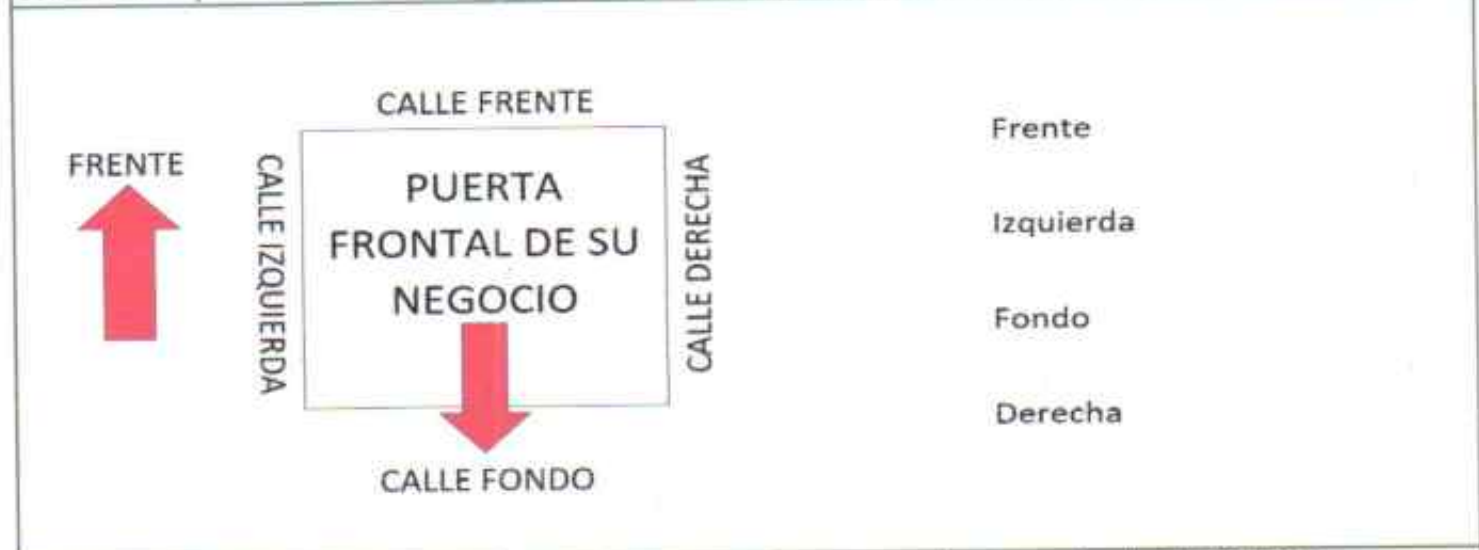 CALLE FRENTE
FRENTE
CALLE IZQUIERDA
PUERTA
FRONTAL DE SU
NEGOCIO
CALLE DERECHA
CALLE FONDO
Frente
Izquierda
Fondo
Derecha